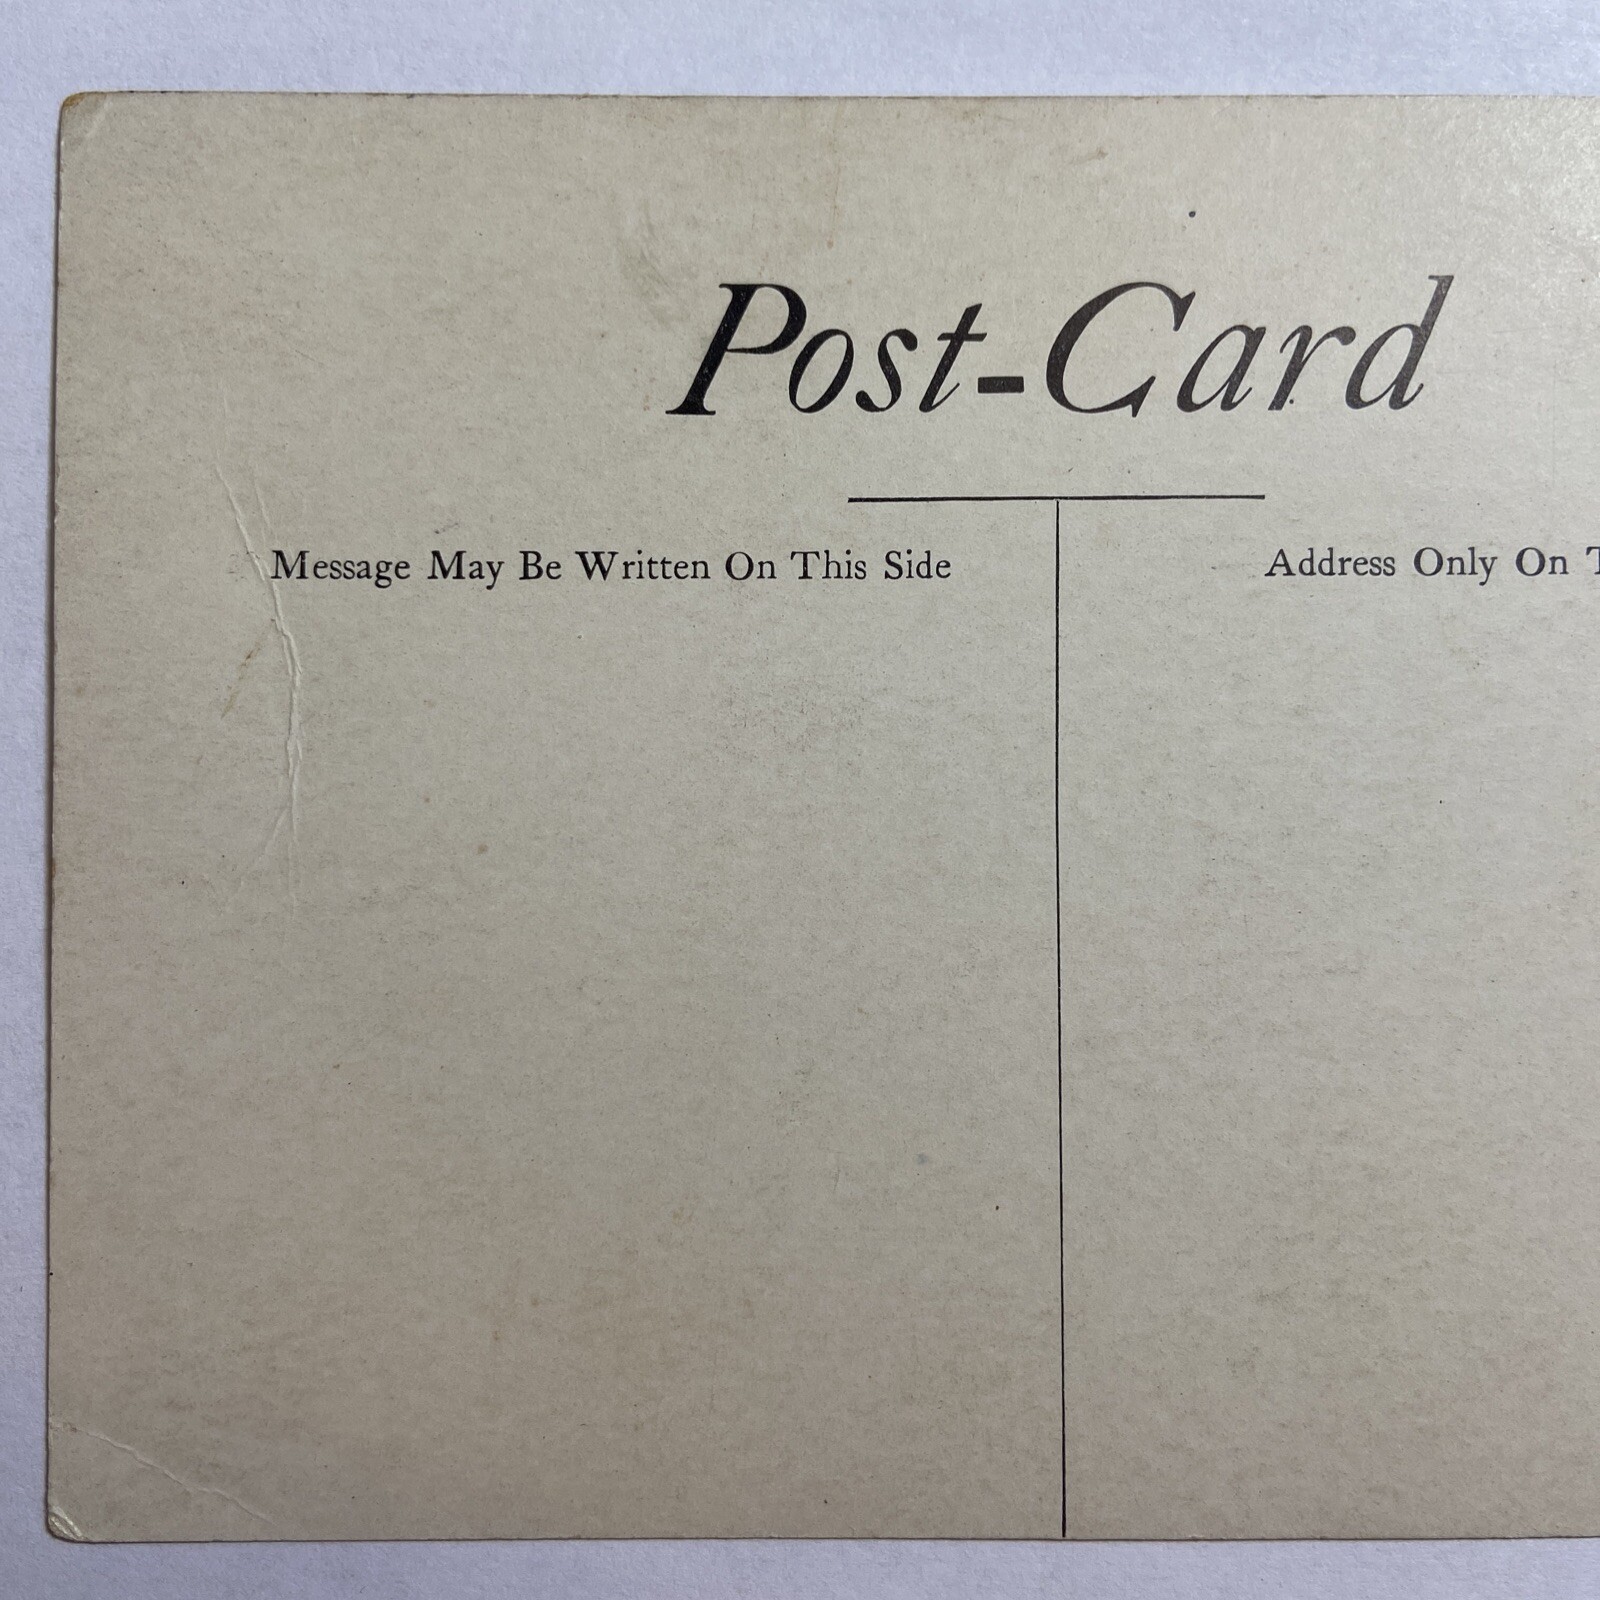 Post-Card
Message May Be Written On This Side
Address Only On